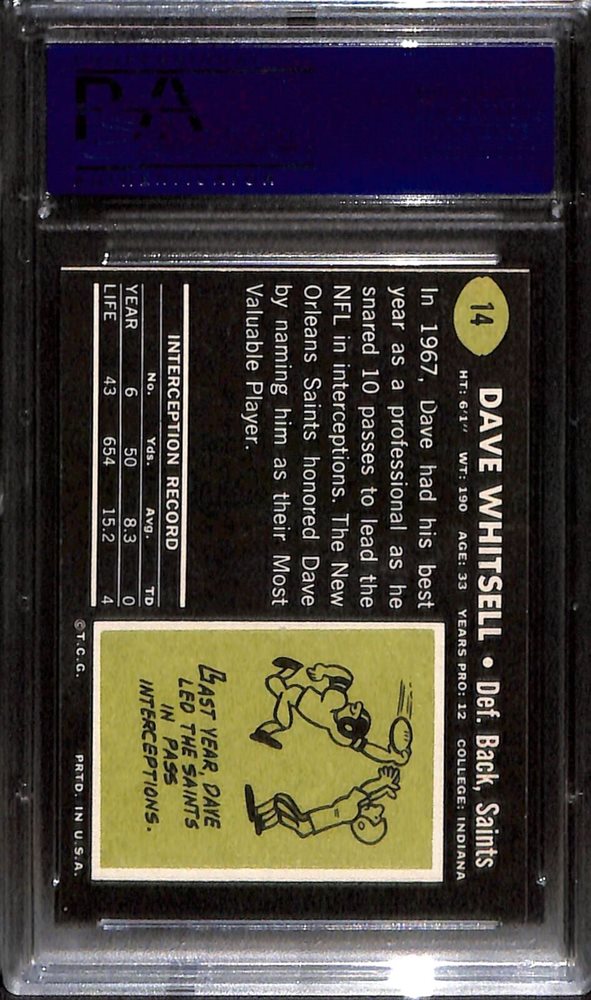 PSA
14
DAVE WHITSELL • Def. Back, Saints
HT: 6'1" WT: 190 AGE: 33 YEARS PRO: 12 COLLEGE: INDIANA
In 1967, Dave had his best
year as a professional as he
snared 10 passes to lead the
NFL in interceptions. The New
Orleans Saints honored Dave
by naming him as their Most
Valuable Player.
INTERCEPTION RECORD
No. Yds. Avg. TD
YEAR 6 50 8.3 0
LIFE 43 654 15.2 4
LAST YEAR, DAVE
LED THE SAINTS
IN PASS
INTERCEPTIONS.
©T.C.G. PRTD. IN U.S.A.